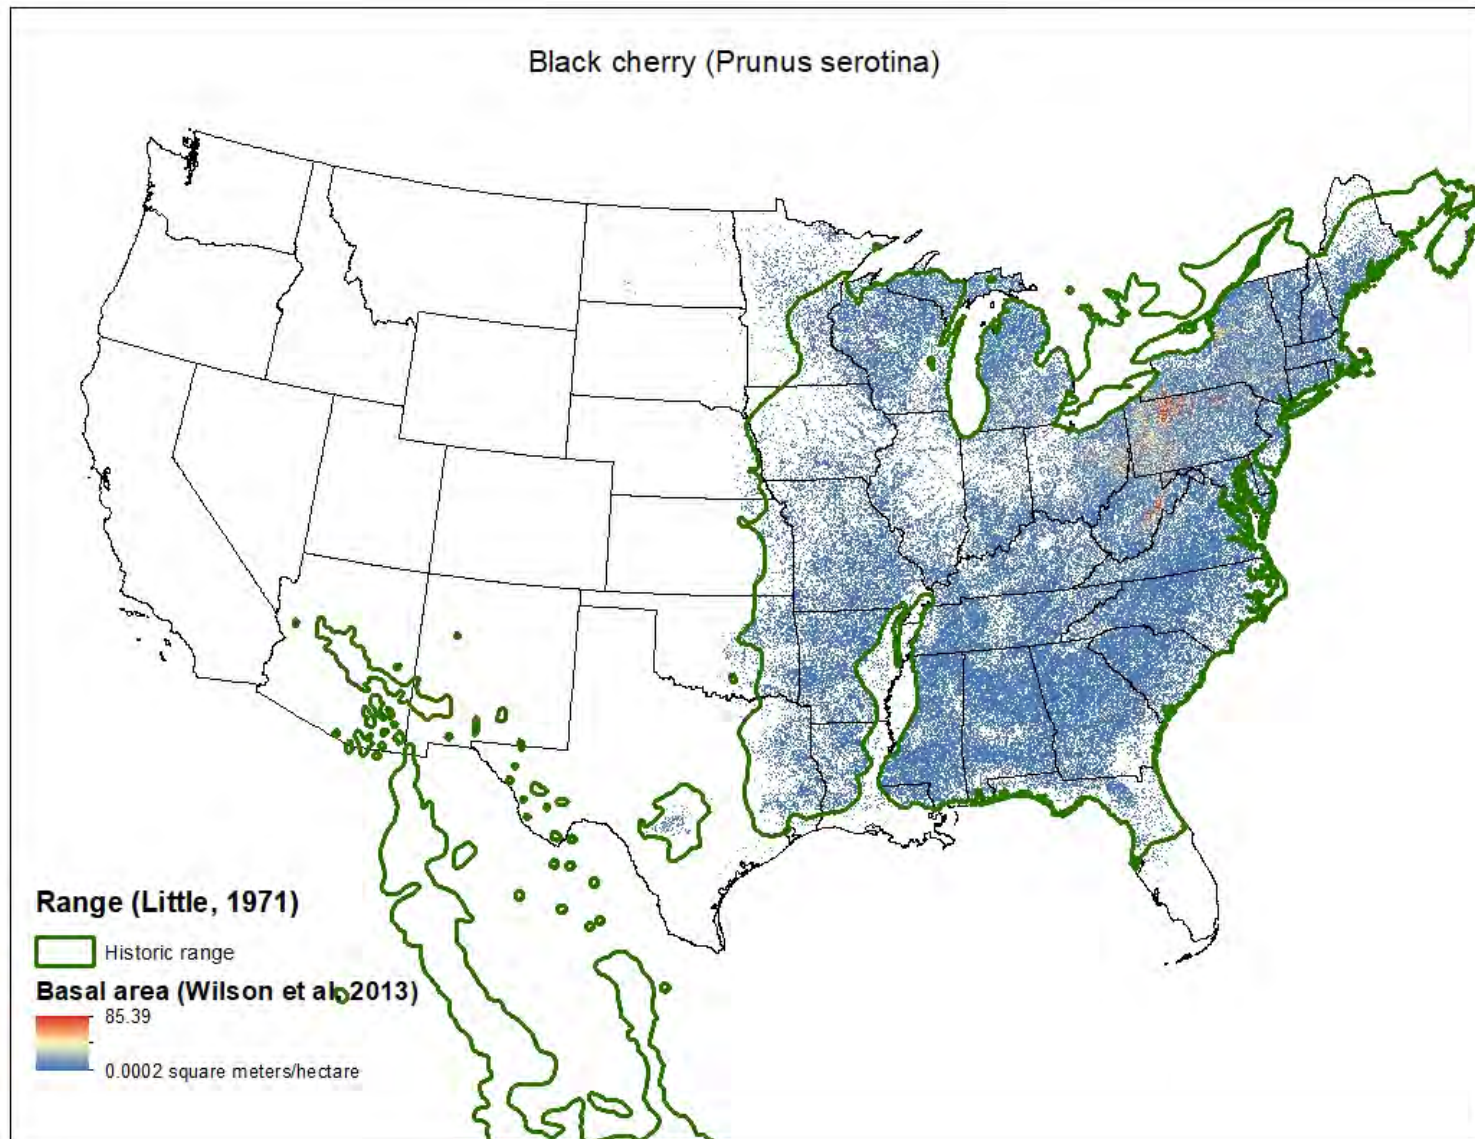 Black cherry (Prunus serotina)
Range (Little, 1971)
Historic range
Basal area (Wilson et al, 2013)
85.39
0.0002 square meters/hectare